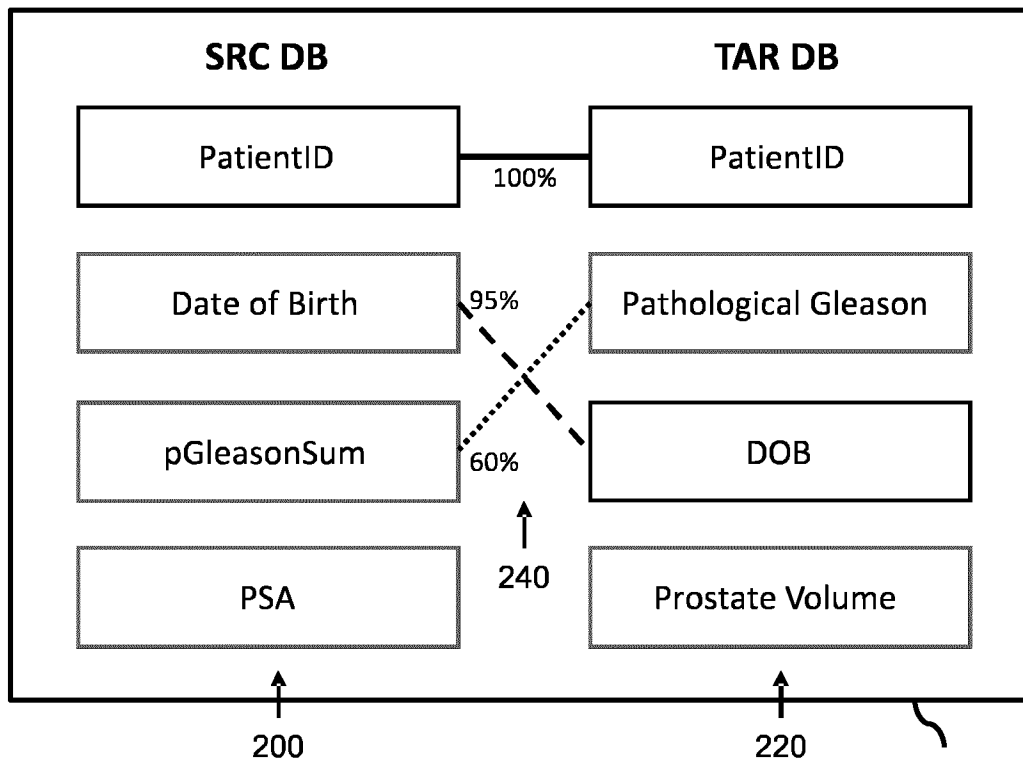 SRC DB
TAR DB
PatientID
PatientID
100%
Date of Birth
95%
Pathological Gleason
pGleasonSum
60%
DOB
240
PSA
Prostate Volume
200
220